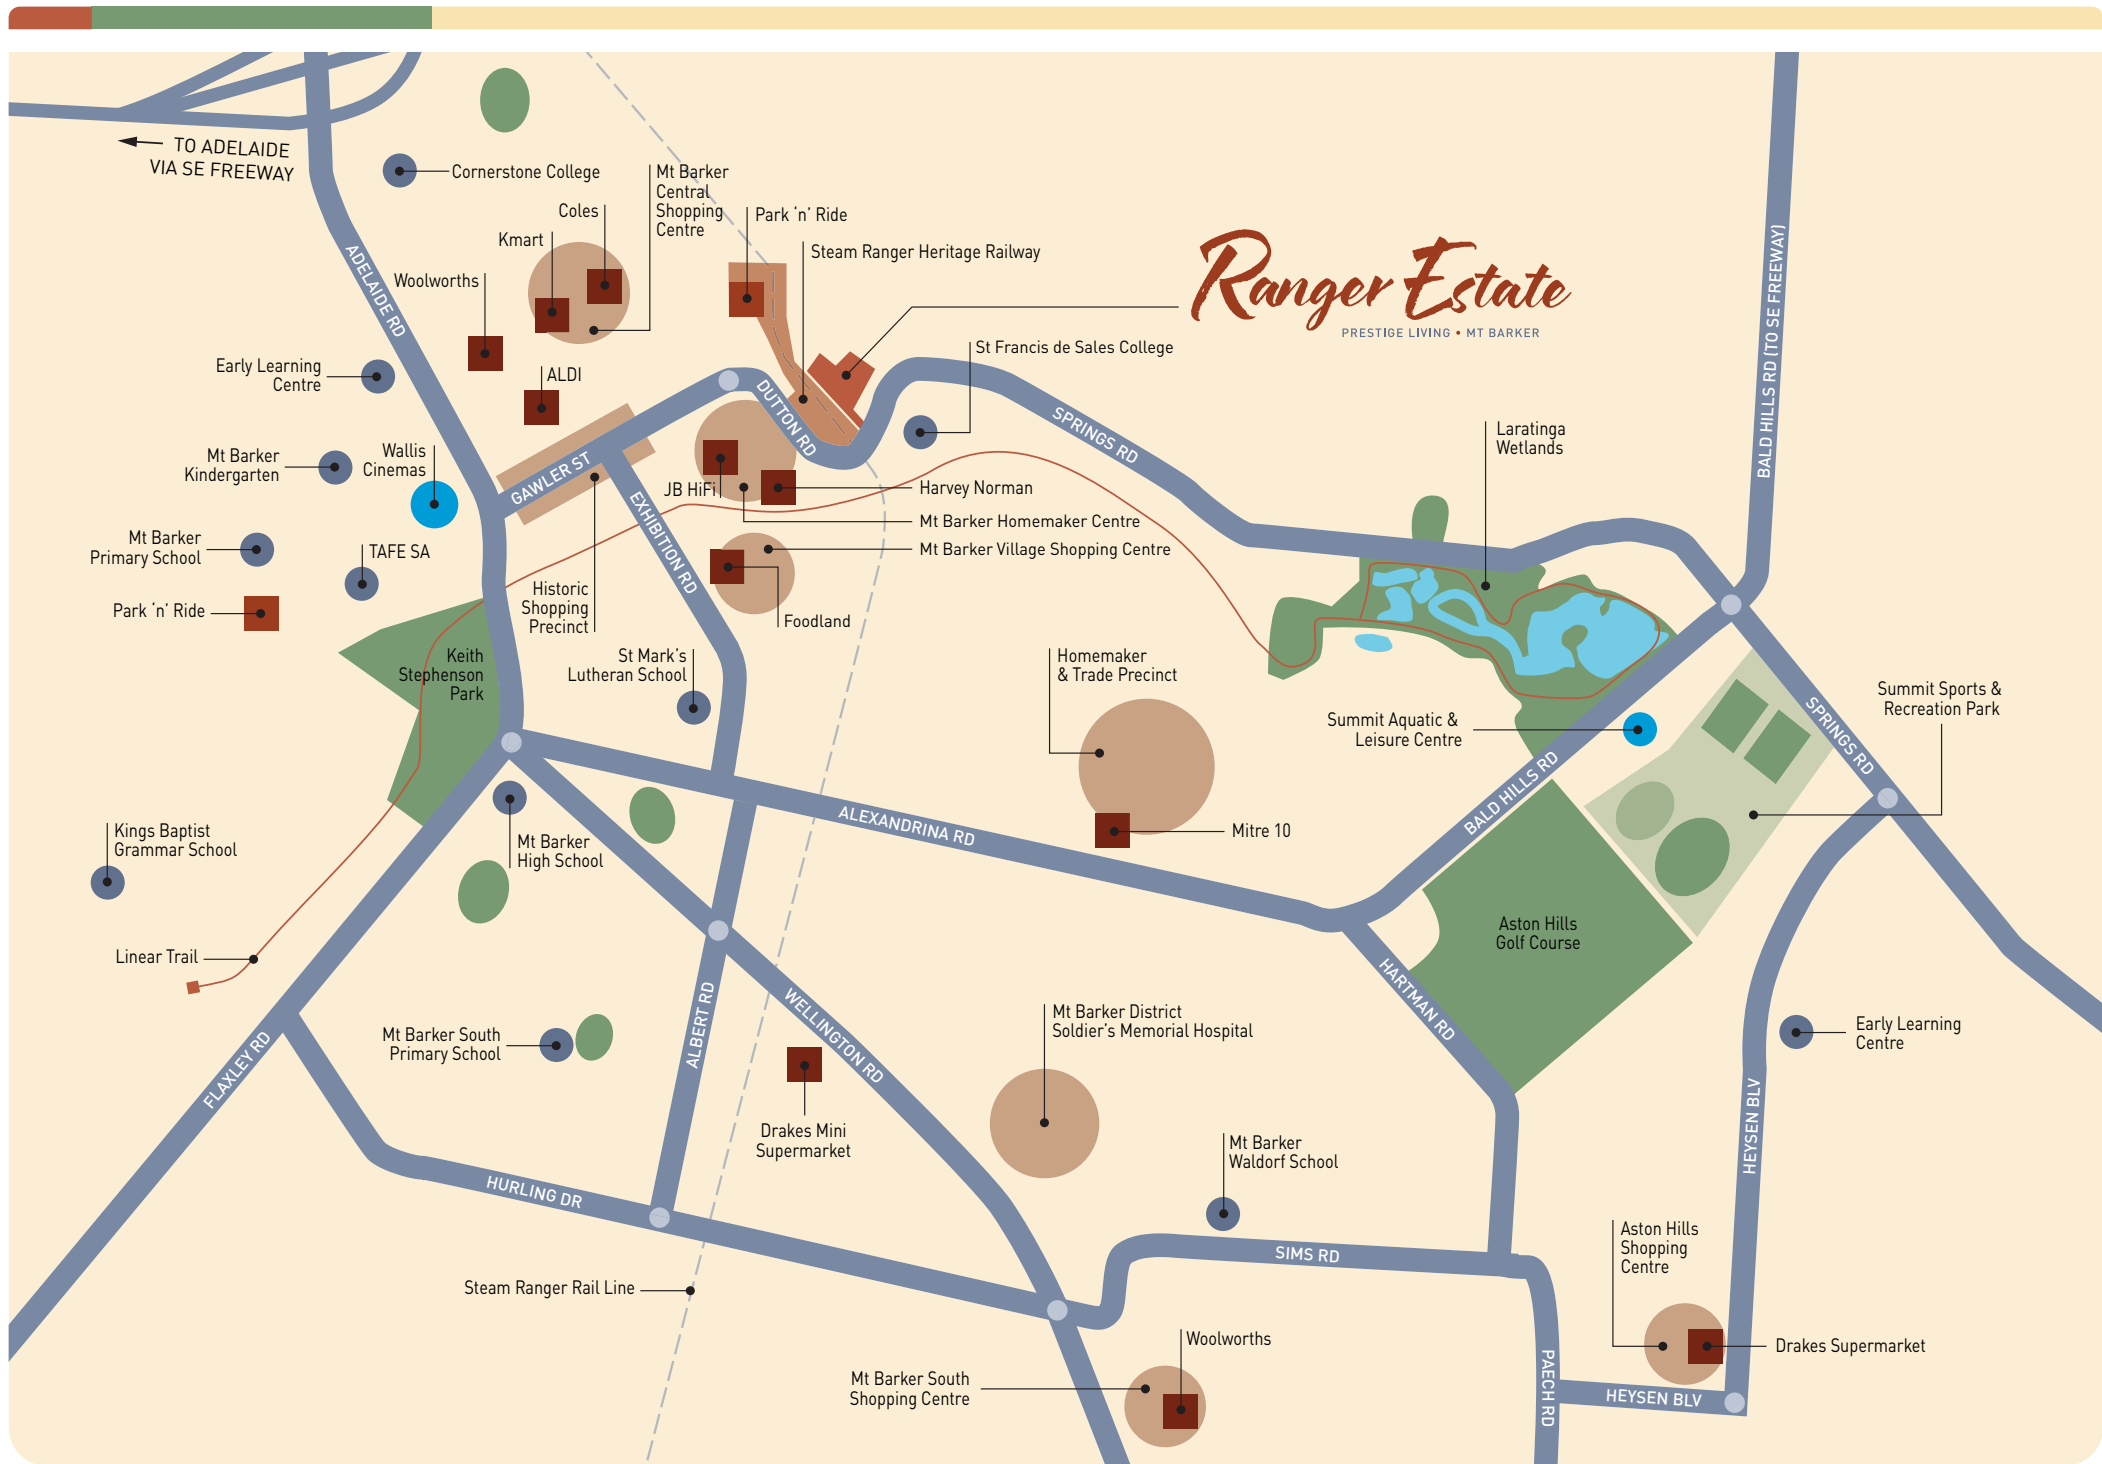 TO ADELAIDE
VIA SE FREEWAY
Cornerstone College
Mt Barker
Central
Shopping
Centre
Coles
Kmart
Woolworths
Park ‘n’ Ride
Steam Ranger Heritage Railway
Ranger Estate
PRESTIGE LIVING • MT BARKER
ADELAIDE RD
BALD HILLS RD (TO SE FREEWAY)
Early Learning
Centre
ALDI
St Francis de Sales College
DUTTON RD
SPRINGS RD
Laratinga
Wetlands
Mt Barker
Kindergarten
Wallis
Cinemas
GAWLER ST
JB HiFi
Harvey Norman
EXHIBITION RD
Mt Barker Homemaker Centre
Mt Barker Village Shopping Centre
Mt Barker
Primary School
TAFE SA
Park ‘n’ Ride
Historic
Shopping
Precinct
Foodland
Keith
Stephenson
Park
St Mark’s
Lutheran School
Homemaker
& Trade Precinct
Summit Sports &
Recreation Park
Summit Aquatic &
Leisure Centre
SPRINGS RD
BALD HILLS RD
ALEXANDRINA RD
Mitre 10
Kings Baptist
Grammar School
Mt Barker
High School
Aston Hills
Golf Course
Linear Trail
HARTMAN RD
WELLINGTON RD
ALBERT RD
FLAXLEY RD
Mt Barker South
Primary School
Mt Barker District
Soldier’s Memorial Hospital
Early Learning
Centre
HEYSEN BLV
Drakes Mini
Supermarket
Mt Barker
Waldorf School
HURLING DR
SIMS RD
Aston Hills
Shopping
Centre
Steam Ranger Rail Line
Woolworths
Drakes Supermarket
Mt Barker South
Shopping Centre
PAECH RD
HEYSEN BLV